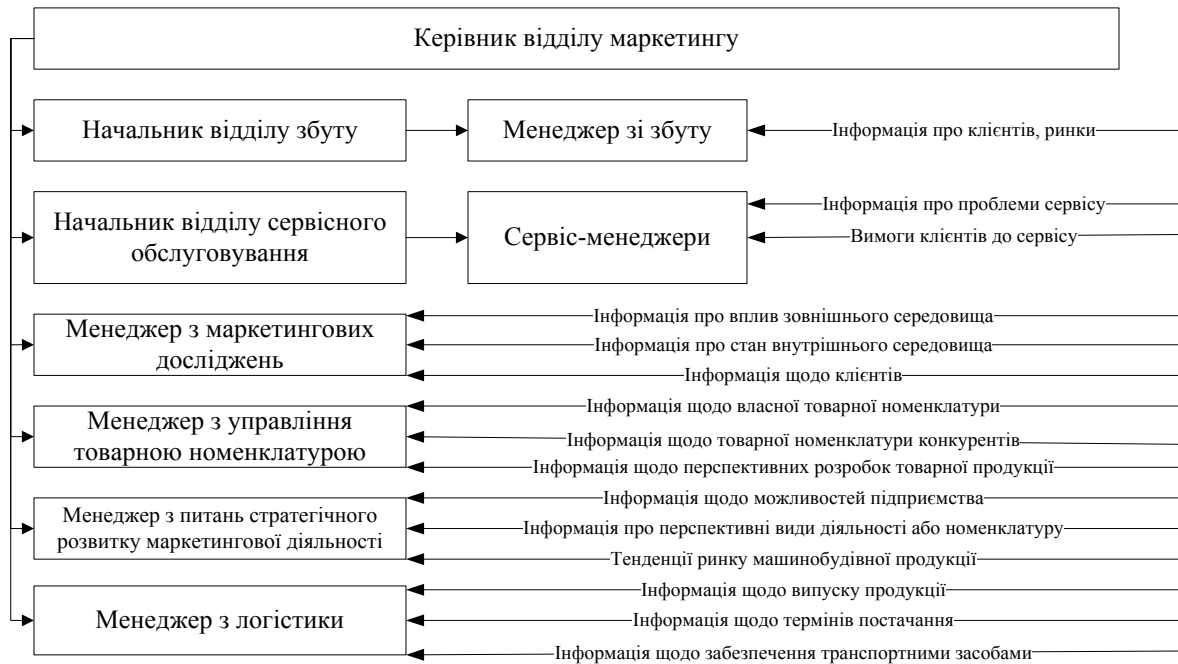 Керівник відділу маркетингу
Начальник відділу збуту
Менеджер зі збуту
Інформація про клієнтів, ринки
Начальник відділу сервісного
обслуговування
Сервіс-менеджери
Інформація про проблеми сервісу
Вимоги клієнтів до сервісу
Менеджер з маркетингових
досліджень
Інформація про вплив зовнішнього середовища
Інформація про стан внутрішнього середовища
Інформація щодо клієнтів
Менеджер з управління
товарною номенклатурою
Інформація щодо власної товарної номенклатури
Інформація щодо товарної номенклатури конкурентів
Інформація щодо перспективних розробок товарної продукції
Менеджер з питань стратегічного
розвитку маркетингової діяльності
Інформація щодо можливостей підприємства
Інформація про перспективні види діяльності або номенклатуру
Тенденції ринку машинобудівної продукції
Менеджер з логістики
Інформація щодо випуску продукції
Інформація щодо термінів постачання
Інформація щодо забезпечення транспортними засобами